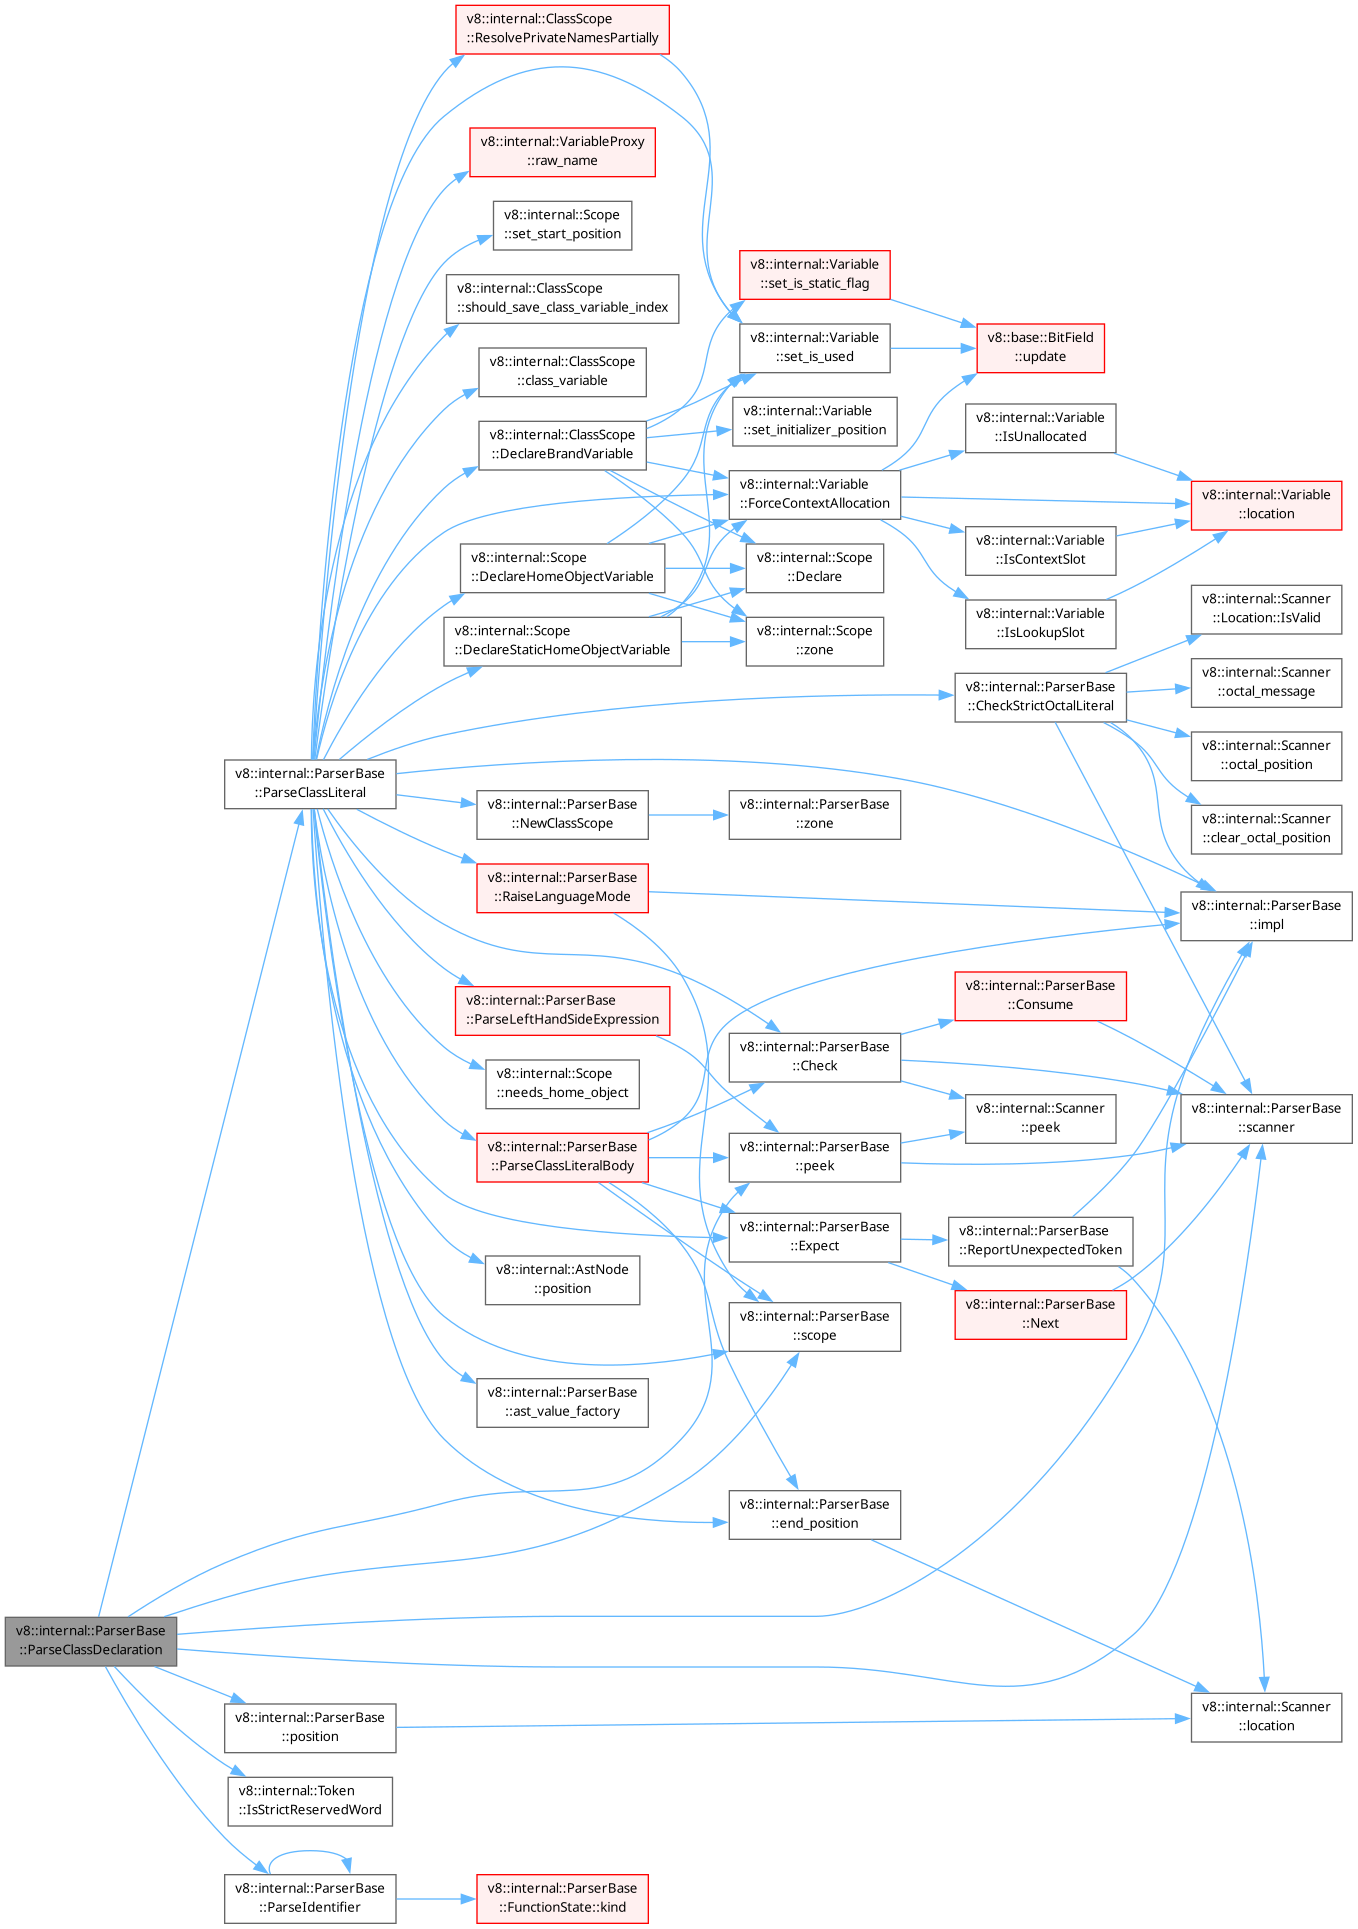 v8::internal::ClassScope
::ResolvePrivateNamesPartially
v8::internal::VariableProxy
::raw_name
v8::internal::Scope
::set_start_position
v8::internal::ClassScope
::should_save_class_variable_index
v8::internal::ClassScope
::class_variable
v8::internal::ClassScope
::DeclareBrandVariable
v8::internal::Scope
::DeclareHomeObjectVariable
v8::internal::Scope
::DeclareStaticHomeObjectVariable
v8::internal::Variable
::set_is_static_flag
v8::internal::Variable
::set_is_used
v8::internal::Variable
::set_initializer_position
v8::internal::Variable
::ForceContextAllocation
v8::internal::Scope
::Declare
v8::internal::Scope
::zone
v8::base::BitField
::update
v8::internal::Variable
::IsUnallocated
v8::internal::Variable
::IsContextSlot
v8::internal::Variable
::IsLookupSlot
v8::internal::Variable
::location
v8::internal::Scanner
::Location::IsValid
v8::internal::Scanner
::octal_message
v8::internal::Scanner
::octal_position
v8::internal::Scanner
::clear_octal_position
v8::internal::ParserBase
::CheckStrictOctalLiteral
v8::internal::ParserBase
::ParseClassLiteral
v8::internal::ParserBase
::NewClassScope
v8::internal::ParserBase
::zone
v8::internal::ParserBase
::RaiseLanguageMode
v8::internal::ParserBase
::impl
v8::internal::ParserBase
::ParseLeftHandSideExpression
v8::internal::ParserBase
::Consume
v8::internal::ParserBase
::Check
v8::internal::Scope
::needs_home_object
v8::internal::Scanner
::peek
v8::internal::ParserBase
::scanner
v8::internal::ParserBase
::ParseClassLiteralBody
v8::internal::ParserBase
::peek
v8::internal::ParserBase
::Expect
v8::internal::ParserBase
::ReportUnexpectedToken
v8::internal::AstNode
::position
v8::internal::ParserBase
::Next
v8::internal::ParserBase
::scope
v8::internal::ParserBase
::ast_value_factory
v8::internal::ParserBase
::end_position
v8::internal::ParserBase
::ParseClassDeclaration
v8::internal::ParserBase
::position
v8::internal::Scanner
::location
v8::internal::Token
::IsStrictReservedWord
v8::internal::ParserBase
::ParseIdentifier
v8::internal::ParserBase
::FunctionState::kind